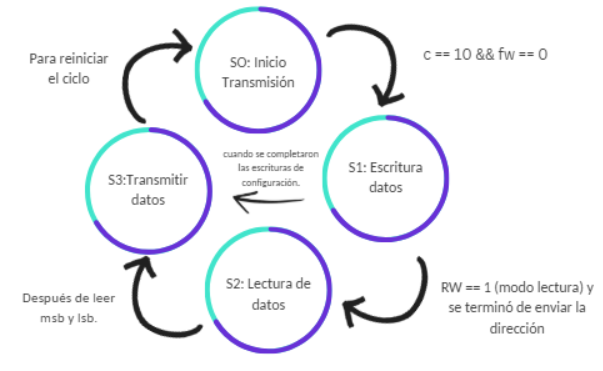 SO: Inicio
Transmisión
c == 10 && fw == 0
Para reiniciar
el ciclo
cuando se completaron
las escrituras de
configuración.
S1: Escritura
datos
S3:Transmitir
datos
S2: Lectura de
datos
RW == 1 (modo lectura) y
se terminó de enviar la
dirección
Después de leer
msb y lsb.